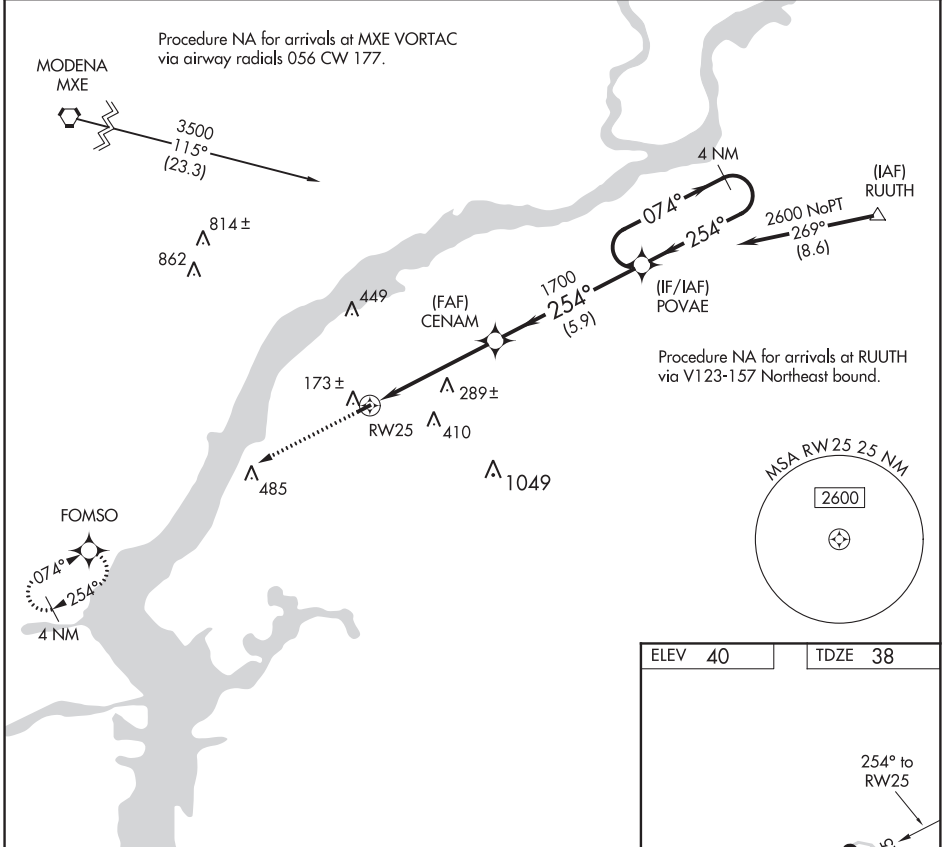 Procedure NA for arrivals at MXE VORTAC
via airway radials 056 CW 177.
MODENA
MXE
3500
115°
(23.3)
4 NM
(IAF)
RUUTH
074°
254°
2600 NoPT
269°
(8.6)
814±
862
449
(FAF)
CENAM
1700
254°
(5.9)
(IF/IAF)
POVAE
Procedure NA for arrivals at RUUTH
via V123-157 Northeast bound.
173±
289±
RW25
410
485
1049
MSA RW25 25 NM
2600
FOMSO
074°
254°
4 NM
ELEV 40
TDZE 38
254° to
RW25